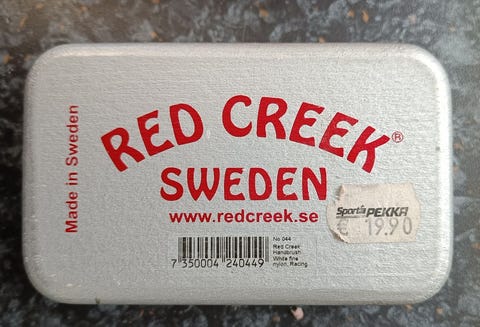 Made in Sweden
RED CREEK®
SWEDEN
www.redcreek.se
Sportia PEKKA
€ 19.90
No 044
Red Creek
Handbrush
White fine
nylon, Racing
7 350004 240449